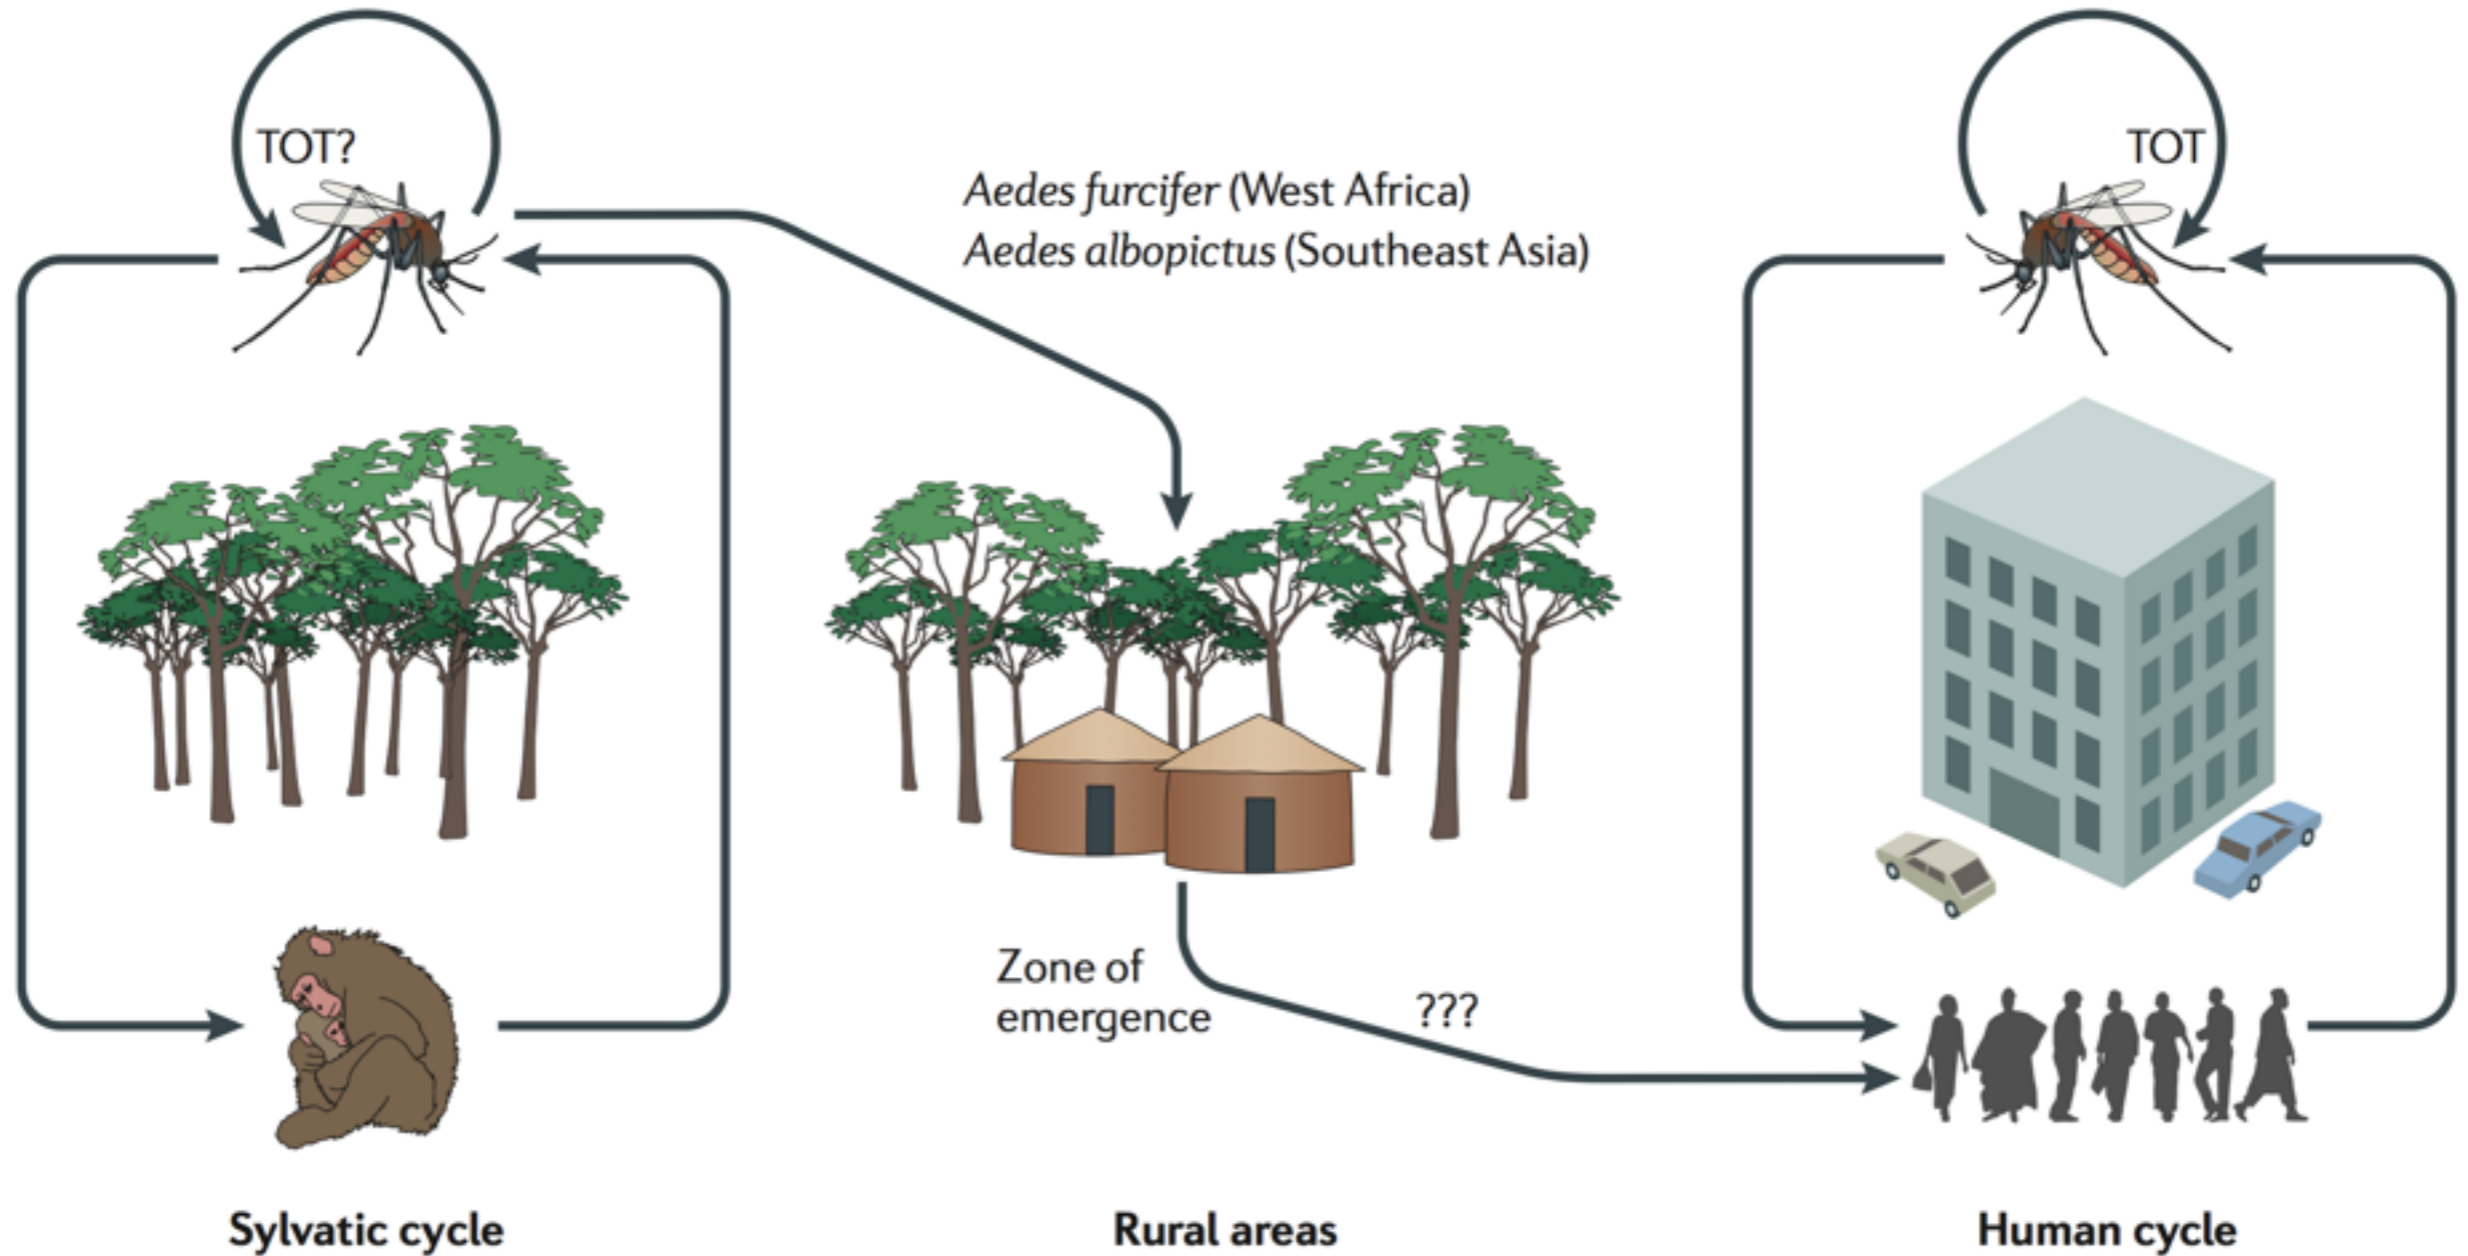 TOT?
TOT
Aedes furcifer (West Africa)
Aedes albopictus (Southeast Asia)
Zone of
emergence
???
Sylvatic cycle
Rural areas
Human cycle